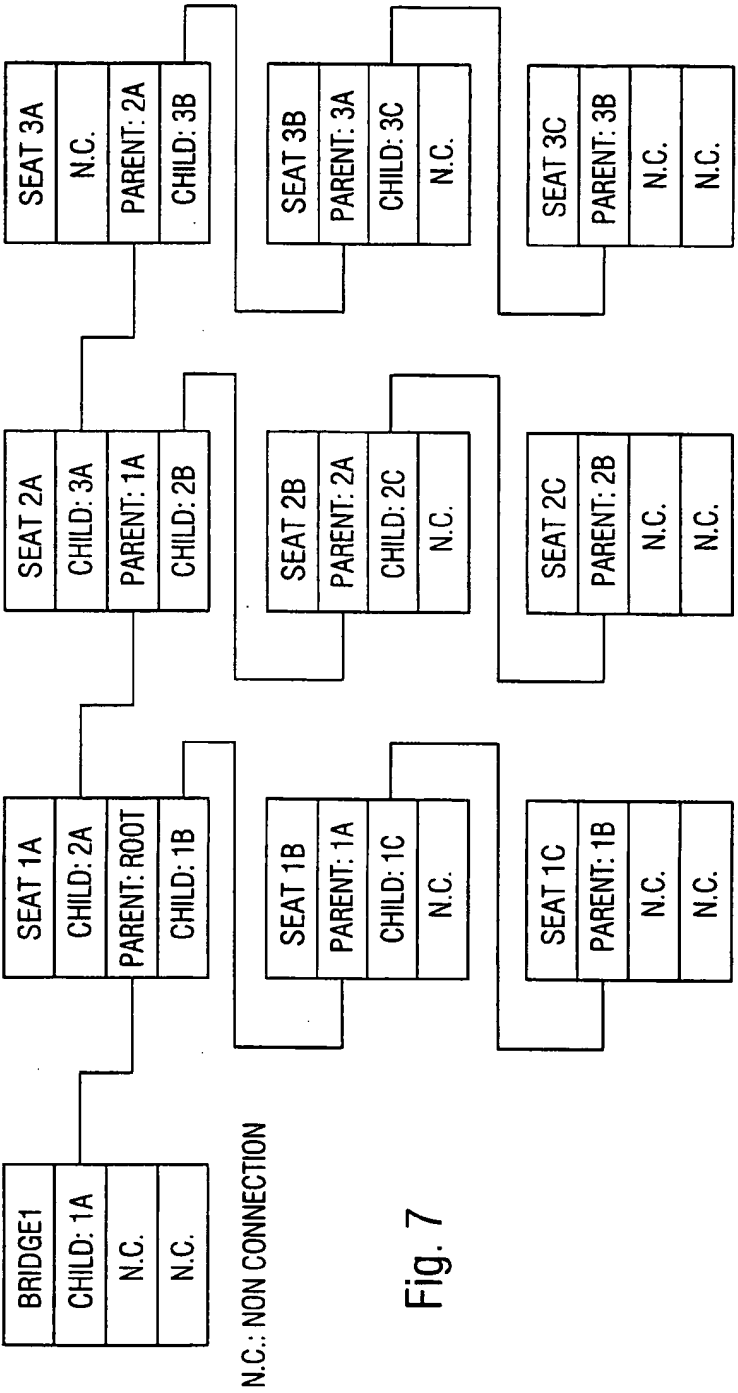 BRIDGE1
CHILD: 1A
N.C.
N.C.
SEAT 1A
CHILD: 2A
PARENT: ROOT
CHILD: 1B
SEAT 2A
CHILD: 3A
PARENT: 1A
CHILD: 2B
SEAT 3A
N.C.
PARENT: 2A
CHILD: 3B
SEAT 1B
PARENT: 1A
CHILD: 1C
N.C.
SEAT 2B
PARENT: 2A
CHILD: 2C
N.C.
SEAT 3B
PARENT: 3A
CHILD: 3C
N.C.
SEAT 1C
PARENT: 1B
N.C.
N.C.
SEAT 2C
PARENT: 2B
N.C.
N.C.
SEAT 3C
PARENT: 3B
N.C.
N.C.
N.C.: NON CONNECTION
Fig. 7